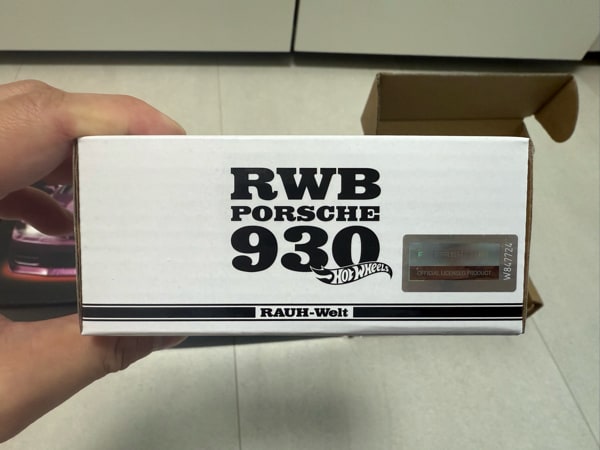 RWB
PORSCHE
930
HOT WHEELS
OFFICIAL LICENSED PRODUCT
W847724
RAUH-Welt